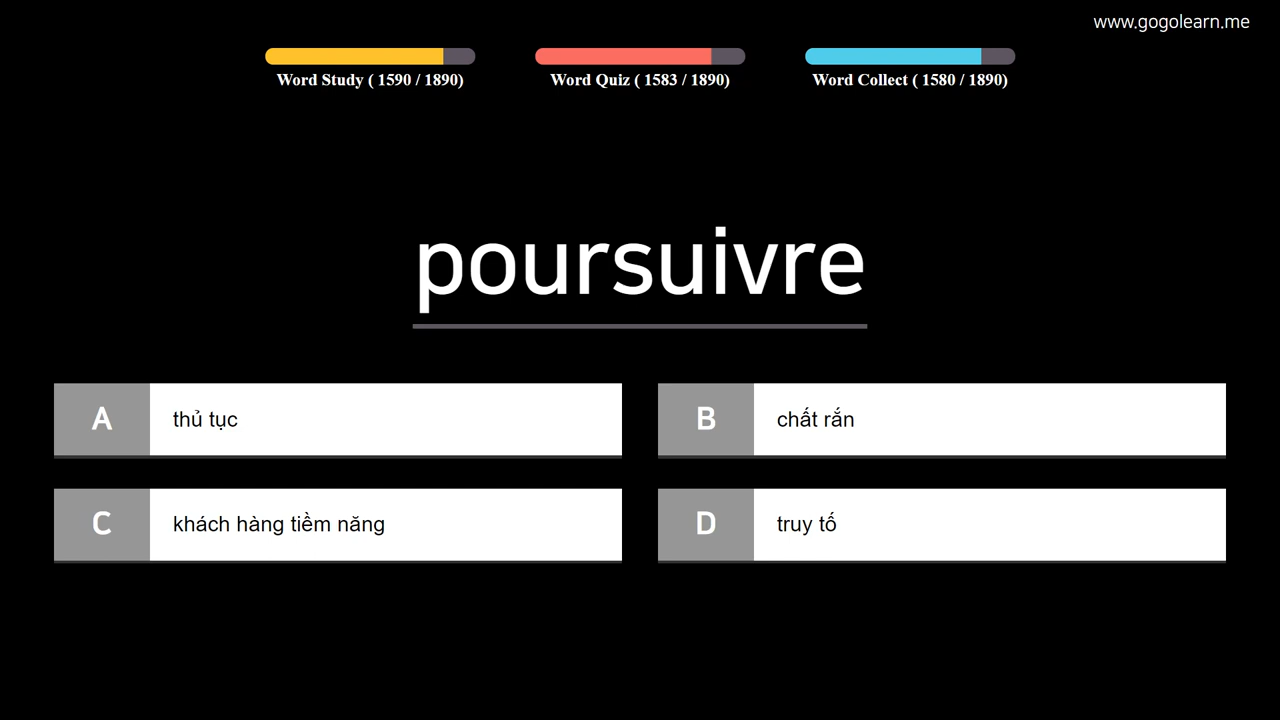 www.gogolearn.me
Word Study ( 1590 / 1890)
Word Quiz ( 1583 / 1890)
Word Collect ( 1580 / 1890)
poursuivre
A
thủ tục
B
chất rắn
C
khách hàng tiềm năng
D
truy tố